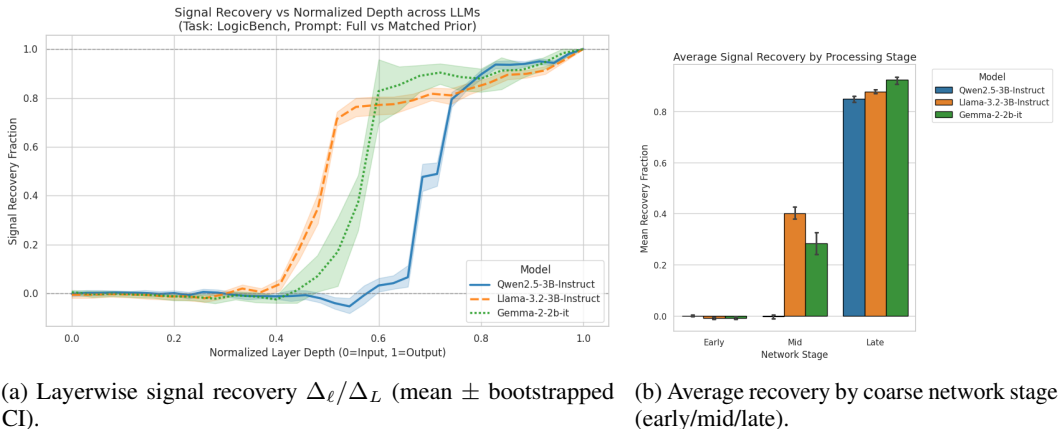 Signal Recovery vs Normalized Depth across LLMs
(Task: LogicBench, Prompt: Full vs Matched Prior)
1.0
0.8
0.6
0.4
0.2
0.0
Signal Recovery Fraction
0.0
0.2
0.4
0.6
0.8
1.0
Normalized Layer Depth (0=Input, 1=Output)
Model
Qwen2.5-3B-Instruct
Llama-3.2-3B-Instruct
Gemma-2-2b-it
Average Signal Recovery by Processing Stage
0.8
0.6
0.4
0.2
0.0
Mean Recovery Fraction
Early
Mid
Late
Network Stage
Model
Qwen2.5-3B-Instruct
Llama-3.2-3B-Instruct
Gemma-2-2b-it
(a) Layerwise signal recovery Δℓ/ΔL (mean ± bootstrapped
CI).
(b) Average recovery by coarse network stage
(early/mid/late).